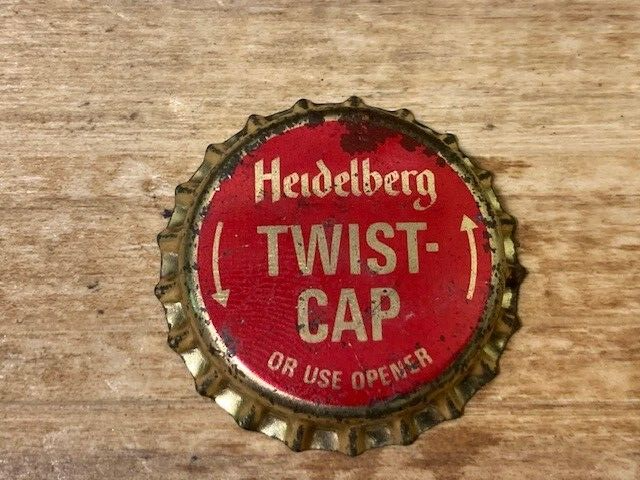 Heidelberg
TWIST-
CAP
OR USE OPENER